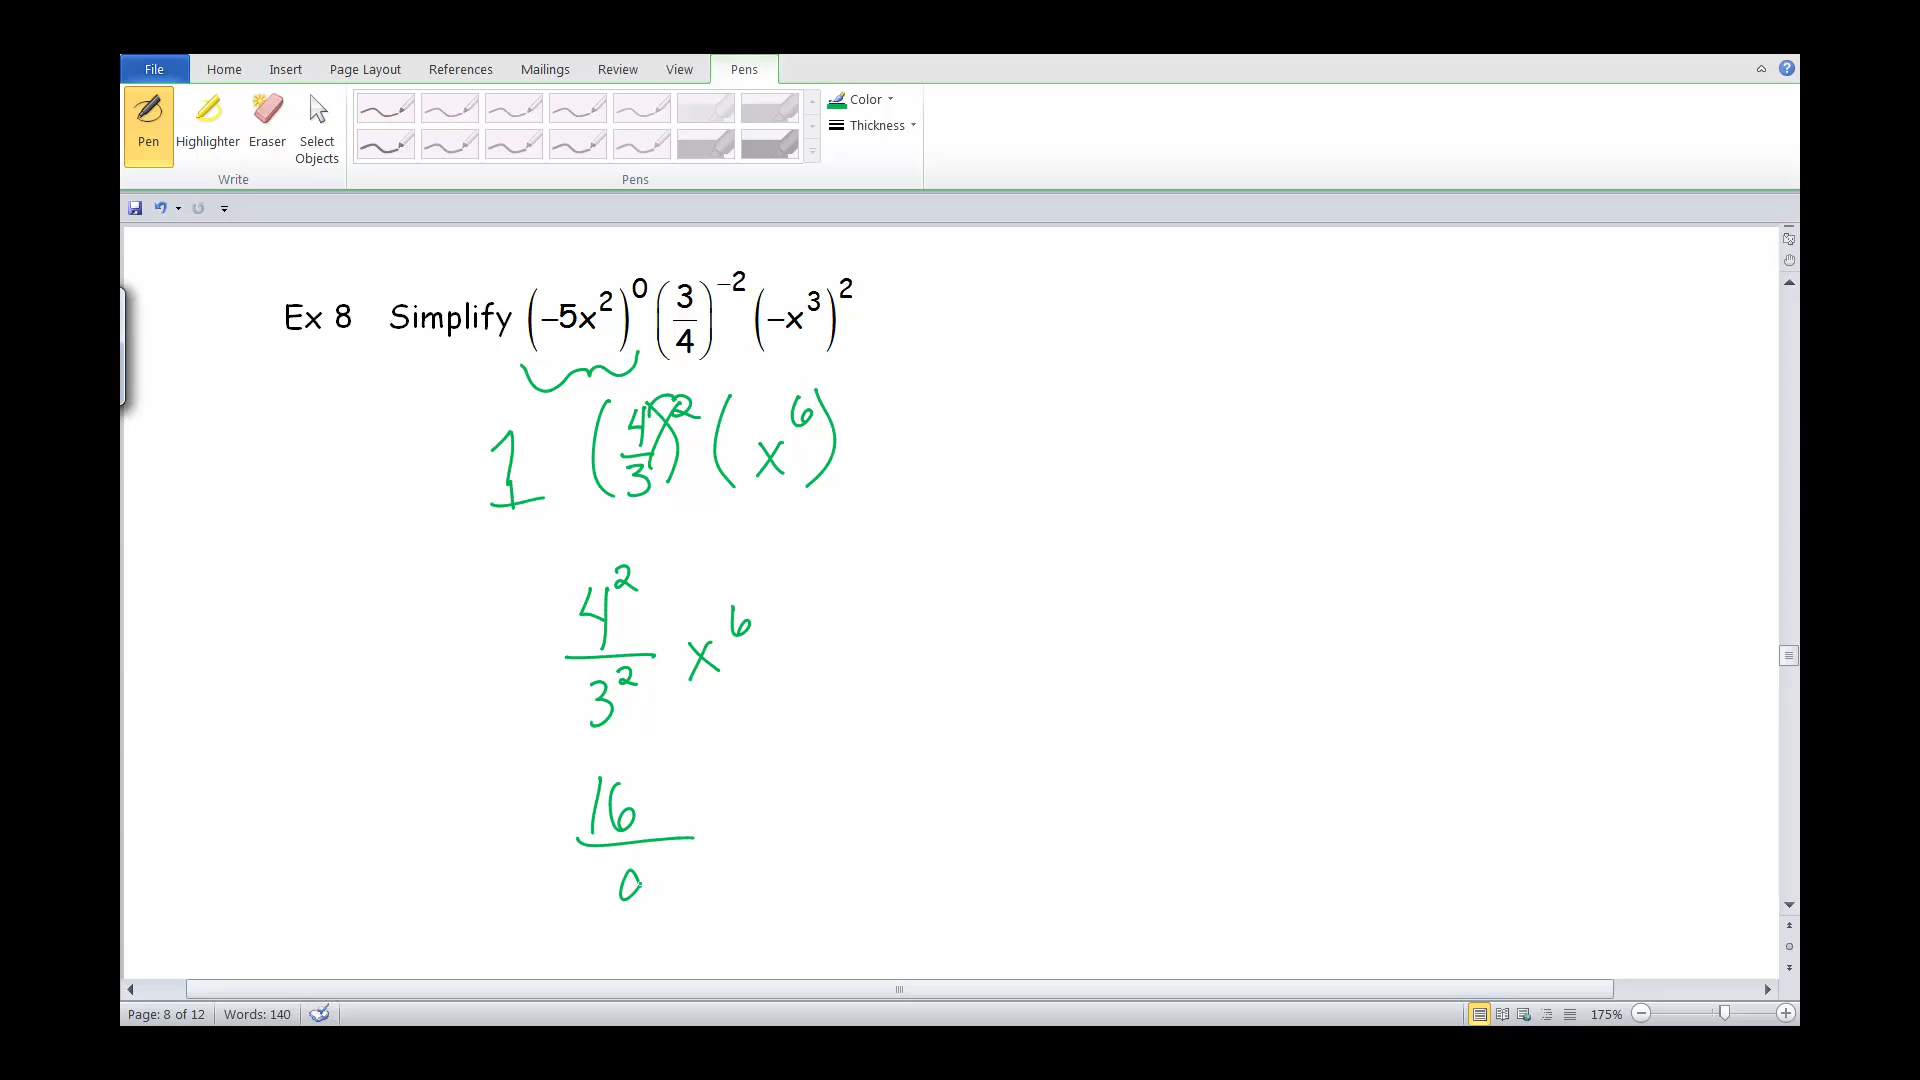 File Home Insert Page Layout References Mailings Review View Pens
Pen Highlighter Eraser Select Objects
Color
Thickness
Write Pens
Ex 8 Simplify (−5x²)⁰ (3/4)⁻² (−x³)²
1 (4/3)² (x⁶)
4²/3² x⁶
16
Page: 8 of 12 Words: 140 175%